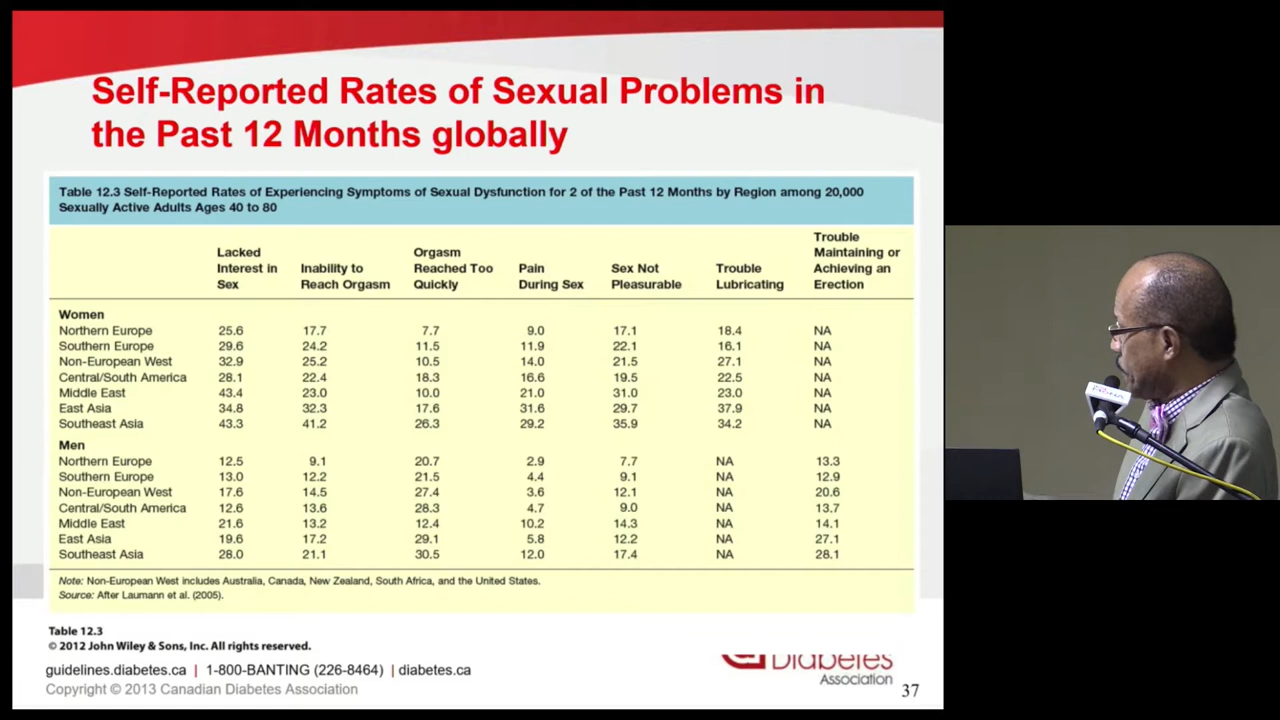 Self-Reported Rates of Sexual Problems in
the Past 12 Months globally
Table 12.3 Self-Reported Rates of Experiencing Symptoms of Sexual Dysfunction for 2 of the Past 12 Months by Region among 20,000
Sexually Active Adults Ages 40 to 80
Lacked Interest in Sex
Inability to Reach Orgasm
Orgasm Reached Too Quickly
Pain During Sex
Sex Not Pleasurable
Trouble Lubricating
Trouble Maintaining or Achieving an Erection
Women
Northern Europe 25.6 17.7 7.7 9.0 17.1 18.4 NA
Southern Europe 29.6 24.2 11.5 11.9 22.1 16.1 NA
Non-European West 32.9 25.2 10.5 14.0 21.5 27.1 NA
Central/South America 28.1 22.4 18.3 16.6 19.5 22.5 NA
Middle East 43.4 23.0 10.0 21.0 31.0 23.0 NA
East Asia 34.8 32.3 17.6 31.6 29.7 37.9 NA
Southeast Asia 43.3 41.2 26.3 29.2 35.9 34.2 NA
Men
Northern Europe 12.5 9.1 20.7 2.9 7.7 NA 13.3
Southern Europe 13.0 12.2 21.5 4.4 9.1 NA 12.9
Non-European West 17.6 14.5 27.4 3.6 12.1 NA 20.6
Central/South America 12.6 13.6 28.3 4.7 9.0 NA 13.7
Middle East 21.6 13.2 12.4 10.2 14.3 NA 14.1
East Asia 19.6 17.2 29.1 5.8 12.2 NA 27.1
Southeast Asia 28.0 21.1 30.5 12.0 17.4 NA 28.1
Note: Non-European West includes Australia, Canada, New Zealand, South Africa, and the United States.
Source: After Laumann et al. (2005).
Table 12.3
© 2012 John Wiley & Sons, Inc. All rights reserved.
guidelines.diabetes.ca | 1-800-BANTING (226-8464) | diabetes.ca
Copyright © 2013 Canadian Diabetes Association
Diabetes
Association
37